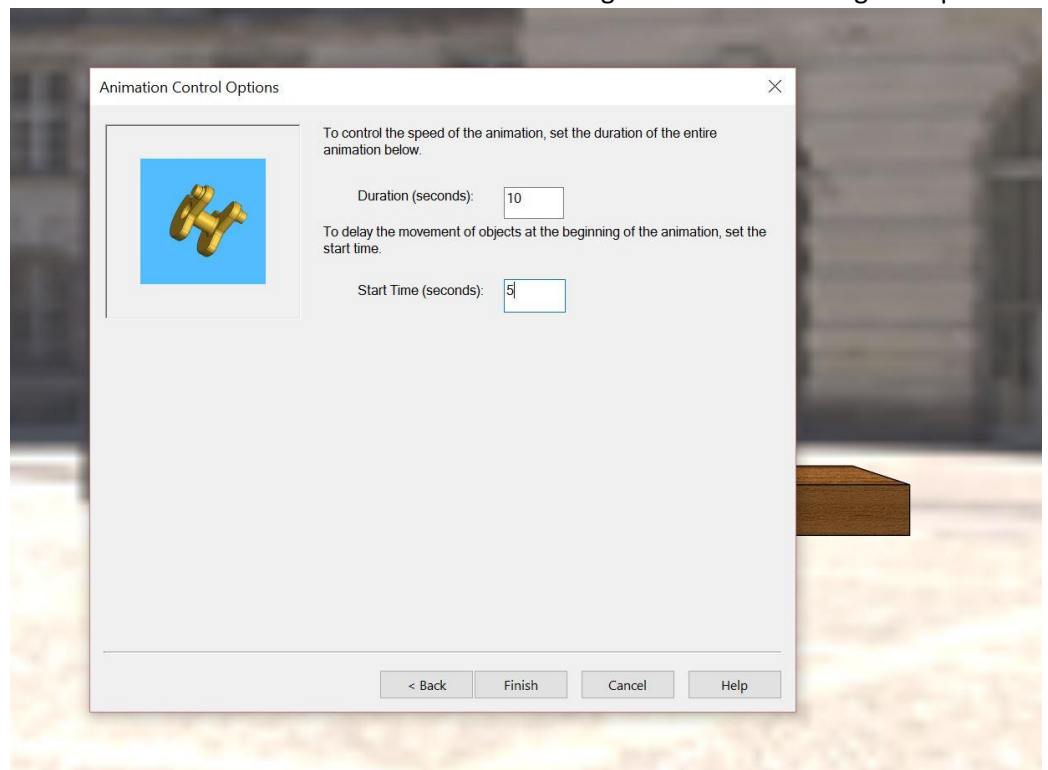 Animation Control Options
To control the speed of the animation, set the duration of the entire
animation below.
Duration (seconds): 10
To delay the movement of objects at the beginning of the animation, set the
start time.
Start Time (seconds): 5
< Back Finish Cancel Help